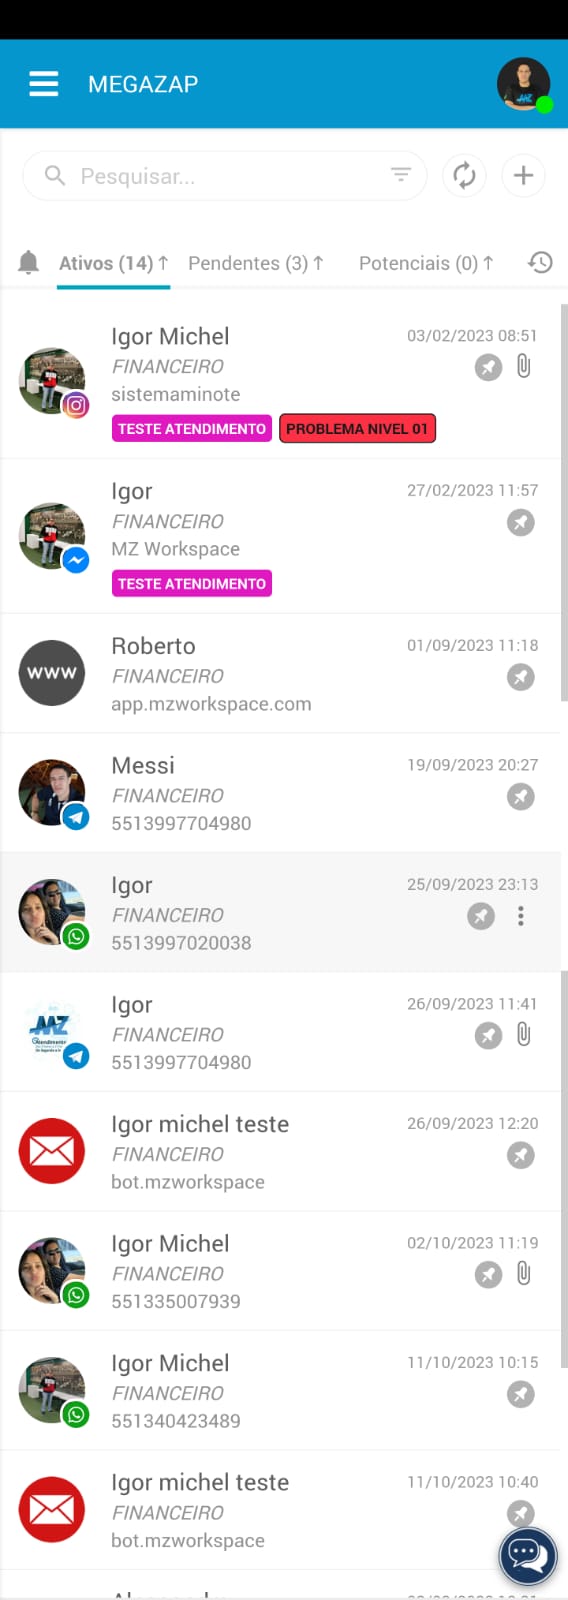 MEGAZAP
Pesquisar...
Ativos (14) ↑ Pendentes (3) ↑ Potenciais (0) ↑
Igor Michel 03/02/2023 08:51
FINANCEIRO
sistemaminote
TESTE ATENDIMENTO PROBLEMA NIVEL 01
Igor 27/02/2023 11:57
FINANCEIRO
MZ Workspace
TESTE ATENDIMENTO
Roberto 01/09/2023 11:18
www
FINANCEIRO
app.mzworkspace.com
Messi 19/09/2023 20:27
FINANCEIRO
5513997704980
Igor 25/09/2023 23:13
FINANCEIRO
5513997020038
Igor 26/09/2023 11:41
MZ
FINANCEIRO
5513997704980
Igor michel teste 26/09/2023 12:20
FINANCEIRO
bot.mzworkspace
Igor Michel 02/10/2023 11:19
FINANCEIRO
551335007939
Igor Michel 11/10/2023 10:15
FINANCEIRO
551340423489
Igor michel teste 11/10/2023 10:40
FINANCEIRO
bot.mzworkspace